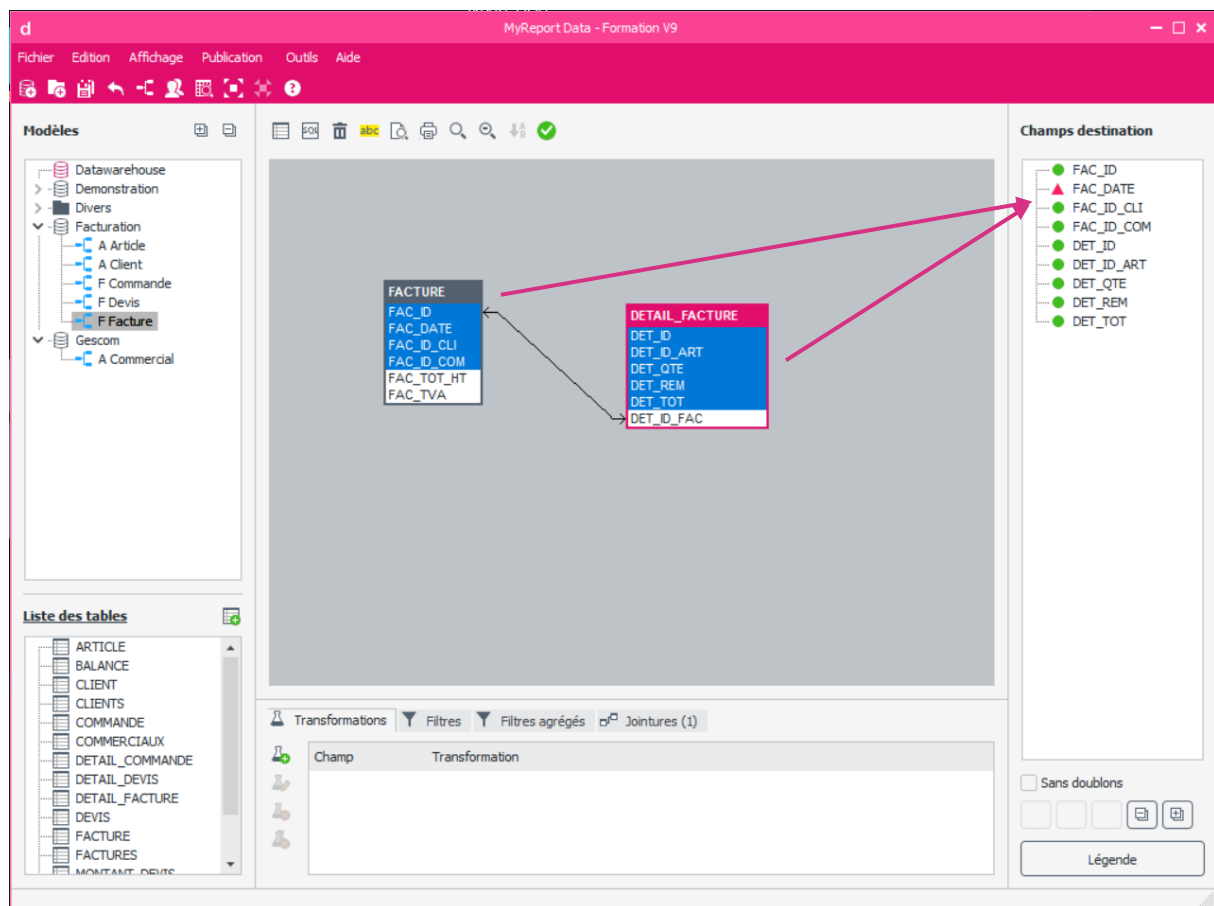 d
MyReport Data - Formation V9
Fichier Edition Affichage Publication Outils Aide
Modèles
Datawarehouse
Demonstration
Divers
Facturation
A Article
A Client
F Commande
F Devis
F Facture
Gescom
A Commercial
Liste des tables
ARTICLE
BALANCE
CLIENT
CLIENTS
COMMANDE
COMMERCIAUX
DETAIL_COMMANDE
DETAIL_DEVIS
DETAIL_FACTURE
DEVIS
FACTURE
FACTURES
MONTANT_DEVIS
SQL
abc
FACTURE
FAC_ID
FAC_DATE
FAC_ID_CLI
FAC_ID_COM
FAC_TOT_HT
FAC_TVA
DETAIL_FACTURE
DET_ID
DET_ID_ART
DET_QTE
DET_REM
DET_TOT
DET_ID_FAC
Transformations Filtres Filtres agrégés Jointures (1)
Champ Transformation
Champs destination
FAC_ID
FAC_DATE
FAC_ID_CLI
FAC_ID_COM
DET_ID
DET_ID_ART
DET_QTE
DET_REM
DET_TOT
Sans doublons
Légende